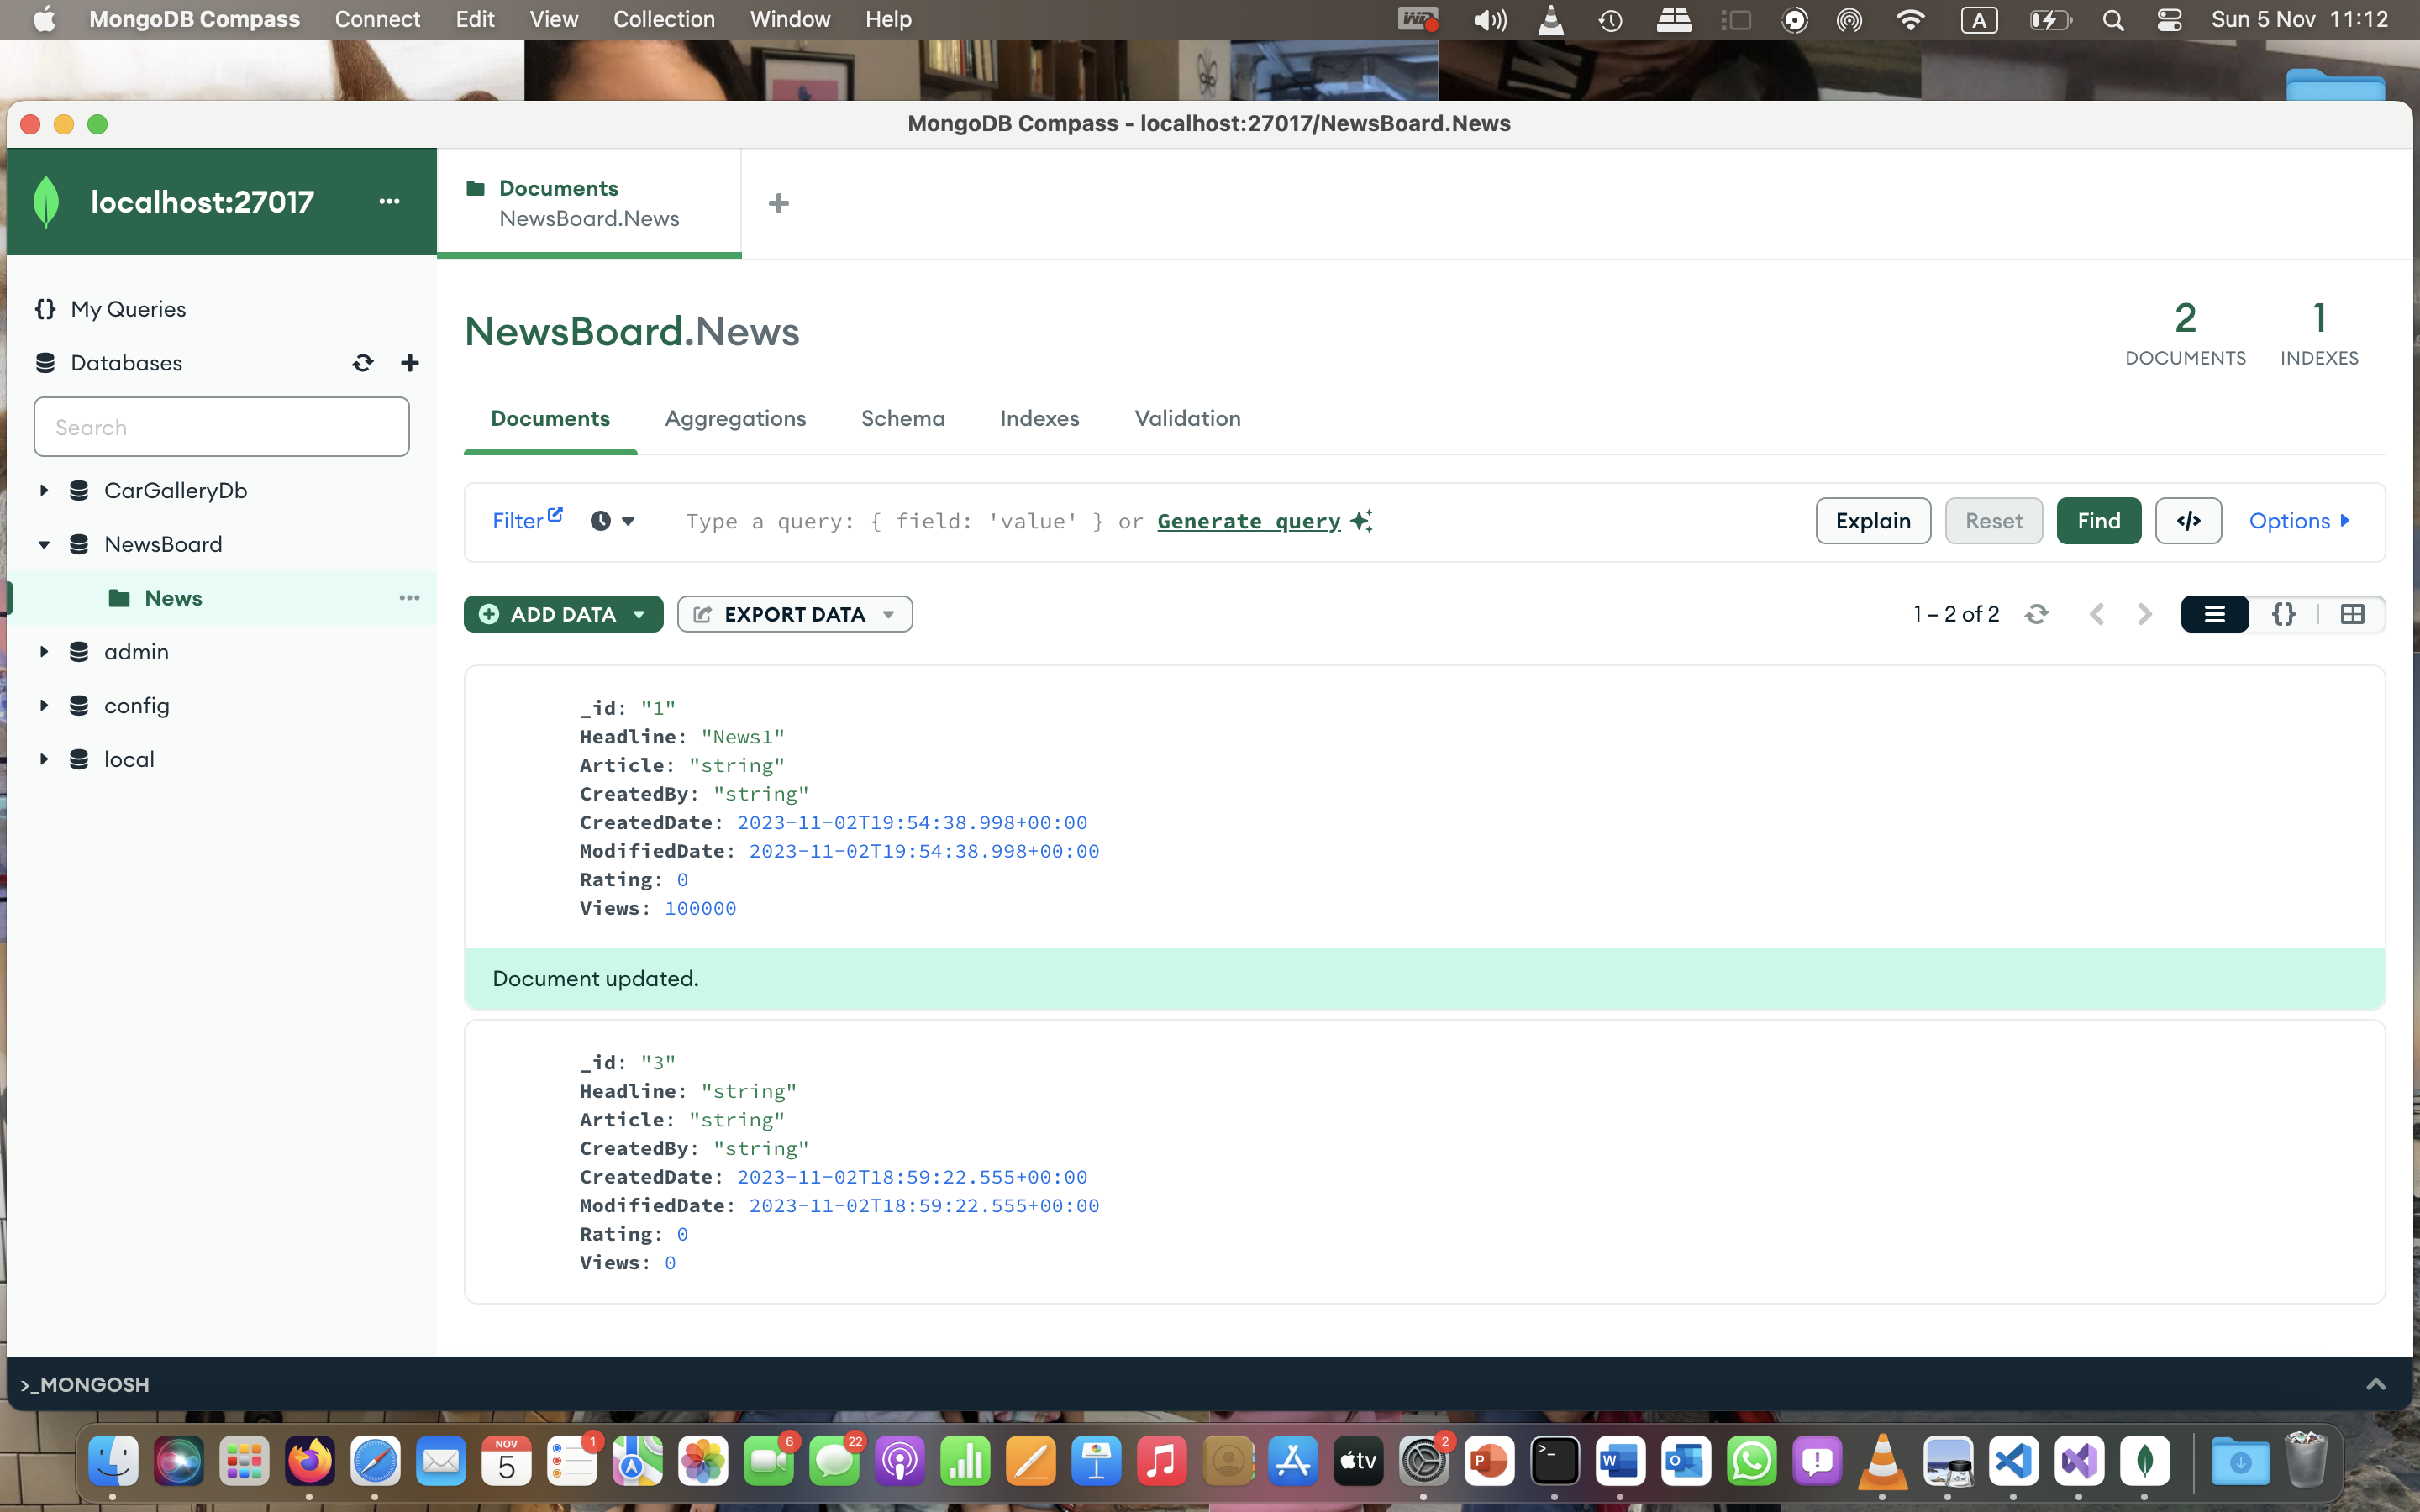 MongoDB Compass Connect Edit View Collection Window Help
A
Sun 5 Nov 11:12
MongoDB Compass - localhost:27017/NewsBoard.News
localhost:27017
Documents
NewsBoard.News
My Queries
Databases
Search
CarGalleryDb
NewsBoard
News
admin
config
local
NewsBoard.News
2
DOCUMENTS
1
INDEXES
Documents Aggregations Schema Indexes Validation
Filter
Type a query: { field: 'value' } or Generate query
Explain Reset Find </> Options
ADD DATA EXPORT DATA
1 – 2 of 2
_id: "1"
Headline: "News1"
Article: "string"
CreatedBy: "string"
CreatedDate: 2023-11-02T19:54:38.998+00:00
ModifiedDate: 2023-11-02T19:54:38.998+00:00
Rating: 0
Views: 100000
Document updated.
_id: "3"
Headline: "string"
Article: "string"
CreatedBy: "string"
CreatedDate: 2023-11-02T18:59:22.555+00:00
ModifiedDate: 2023-11-02T18:59:22.555+00:00
Rating: 0
Views: 0
>_MONGOSH
NOV
5
1
6
22
tv
2
P
>_
W
O